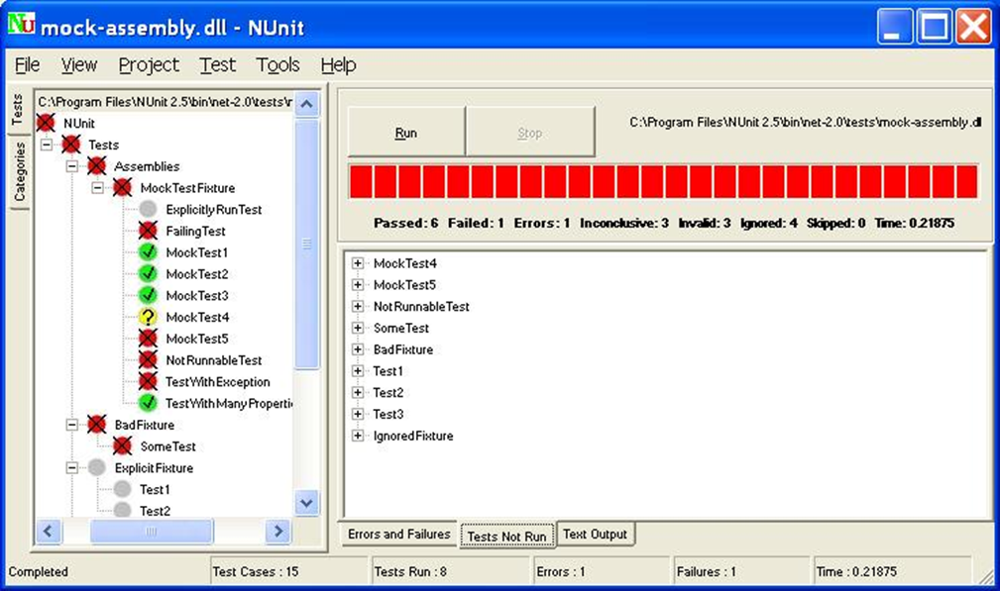 mock-assembly.dll - NUnit
File View Project Test Tools Help
Tests
Categories
C:\Program Files\NUnit 2.5\bin\net-2.0\tests\
NUnit
Tests
Assemblies
MockTestFixture
ExplicitlyRunTest
FailingTest
MockTest1
MockTest2
MockTest3
MockTest4
MockTest5
NotRunnableTest
TestWithException
TestWithManyProperti
BadFixture
SomeTest
ExplicitFixture
Test1
Test2
Run
Stop
C:\Program Files\NUnit 2.5\bin\net-2.0\tests\mock-assembly.dl
Passed: 6 Failed: 1 Errors: 1 Inconclusive: 3 Invalid: 3 Ignored: 4 Skipped: 0 Time: 0.21875
MockTest4
MockTest5
NotRunnableTest
SomeTest
BadFixture
Test1
Test2
Test3
IgnoredFixture
Errors and Failures
Tests Not Run
Text Output
Completed
Test Cases : 15
Tests Run : 8
Errors : 1
Failures : 1
Time : 0.21875